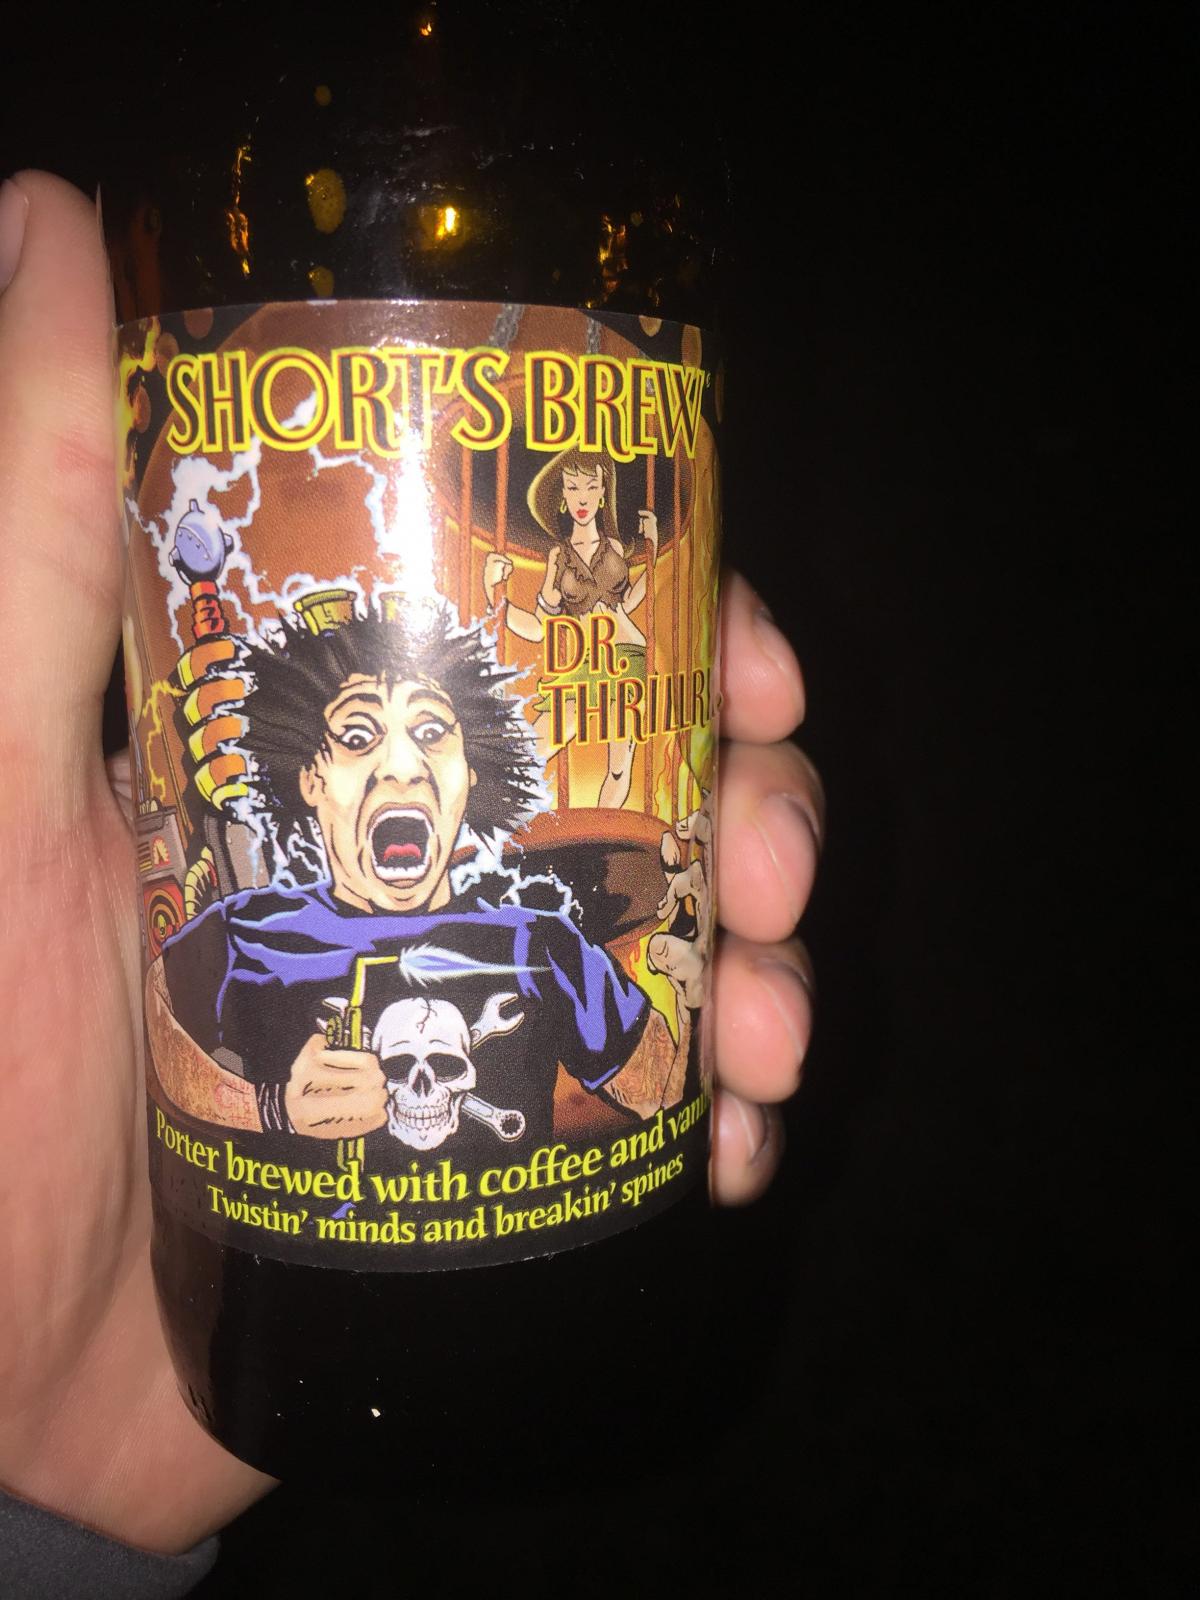 SHORT'S BREW
DR.
Porter brewed with coffee and
Twistin' minds and breakin' spines